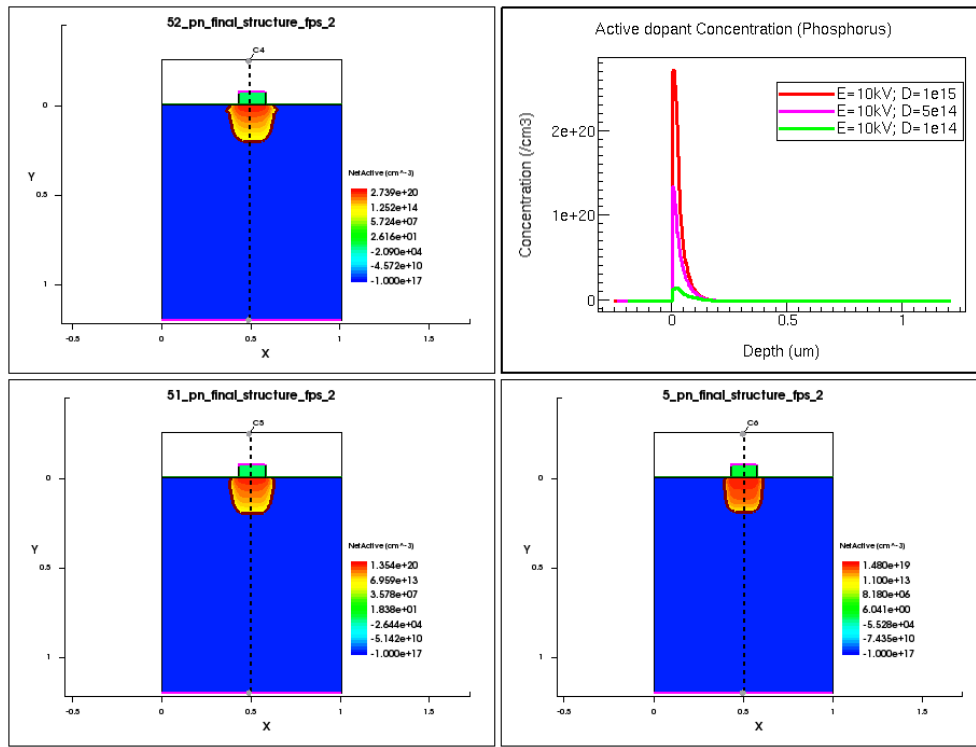 52_pn_final_structure_fps_2
C4
Y
0
0.5
1
NetActive (cm^-3)
2.739e+20
1.252e+14
5.724e+07
2.616e+01
-2.090e+04
-4.572e+10
-1.000e+17
-0.5
0
0.5
1
1.5
X
Active dopant Concentration (Phosphorus)
Concentration (/cm3)
2e+20
1e+20
0
E=10kV; D=1e15
E=10kV; D=5e14
E=10kV; D=1e14
0
0.5
1
Depth (um)
51_pn_final_structure_fps_2
C5
Y
0
0.5
1
NetActive (cm^-3)
1.354e+20
6.959e+13
3.578e+07
1.838e+01
-2.644e+04
-5.142e+10
-1.000e+17
-0.5
0
0.5
1
1.5
X
5_pn_final_structure_fps_2
C6
Y
0
0.5
1
NetActive (cm^-3)
1.480e+19
1.100e+13
8.180e+06
6.041e+00
-5.528e+04
-7.435e+10
-1.000e+17
-0.5
0
0.5
1
1.5
X